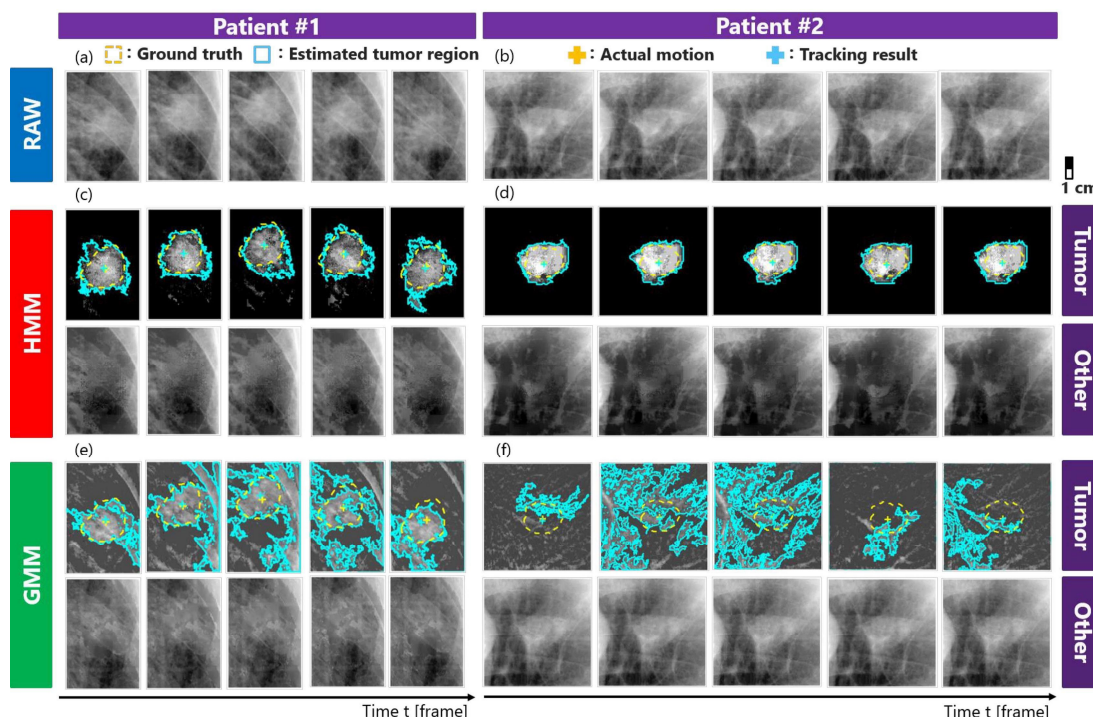 Patient #1
Patient #2
(a) : Ground truth : Estimated tumor region
(b) : Actual motion : Tracking result
RAW
1 cm
(c)
(d)
HMM
Tumor
Other
(e)
(f)
GMM
Tumor
Other
Time t [frame]
Time t [frame]